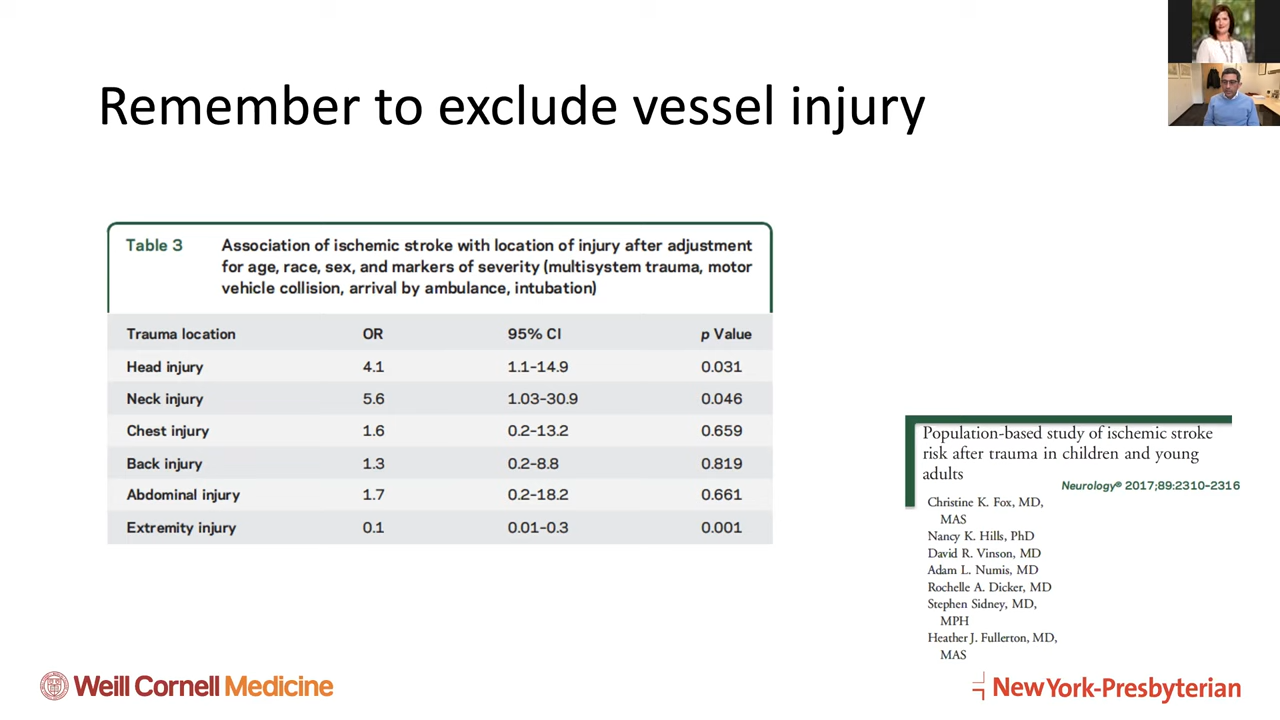 Remember to exclude vessel injury
Table 3 Association of ischemic stroke with location of injury after adjustment
for age, race, sex, and markers of severity (multisystem trauma, motor
vehicle collision, arrival by ambulance, intubation)
Trauma location OR 95% CI p Value
Head injury 4.1 1.1–14.9 0.031
Neck injury 5.6 1.03–30.9 0.046
Chest injury 1.6 0.2–13.2 0.659
Back injury 1.3 0.2–8.8 0.819
Abdominal injury 1.7 0.2–18.2 0.661
Extremity injury 0.1 0.01–0.3 0.001
Population-based study of ischemic stroke
risk after trauma in children and young
adults
Neurology® 2017;89:2310–2316
Christine K. Fox, MD,
MAS
Nancy K. Hills, PhD
David R. Vinson, MD
Adam L. Numis, MD
Rochelle A. Dicker, MD
Stephen Sidney, MD,
MPH
Heather J. Fullerton, MD,
MAS
Weill Cornell Medicine
NewYork-Presbyterian